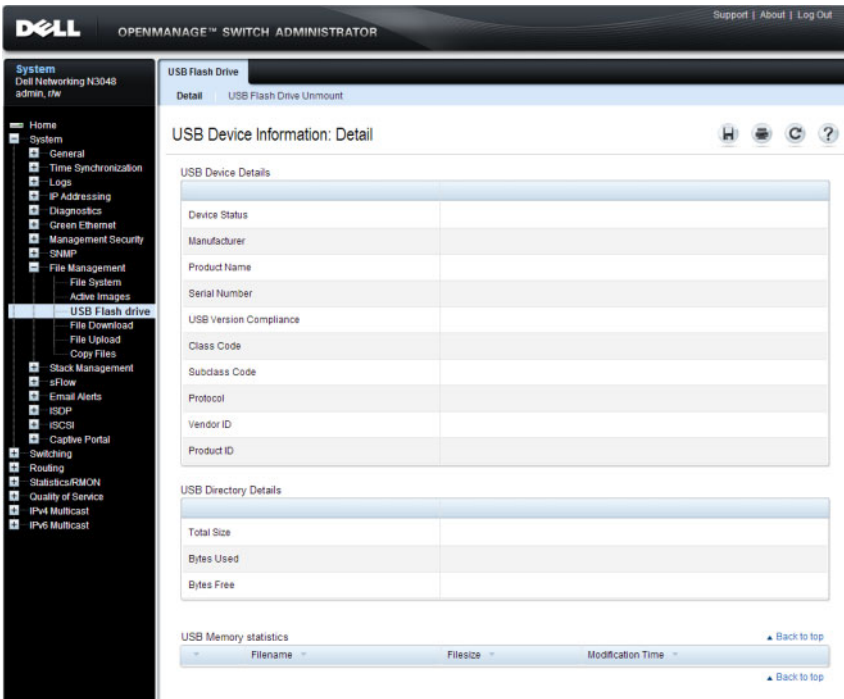 Support | About | Log Out
DELL OPENMANAGE™ SWITCH ADMINISTRATOR
System
Dell Networking N3048
admin, r/w
Home
System
General
Time Synchronization
Logs
IP Addressing
Diagnostics
Green Ethernet
Management Security
SNMP
File Management
File System
Active Images
USB Flash drive
File Download
File Upload
Copy Files
Stack Management
sFlow
Email Alerts
ISDP
iSCSI
Captive Portal
Switching
Routing
Statistics/RMON
Quality of Service
IPv4 Multicast
IPv6 Multicast
USB Flash Drive
Detail USB Flash Drive Unmount
USB Device Information: Detail
?
USB Device Details
Device Status
Manufacturer
Product Name
Serial Number
USB Version Compliance
Class Code
Subclass Code
Protocol
Vendor ID
Product ID
USB Directory Details
Total Size
Bytes Used
Bytes Free
USB Memory statistics Back to top
Filename Filesize Modification Time
Back to top